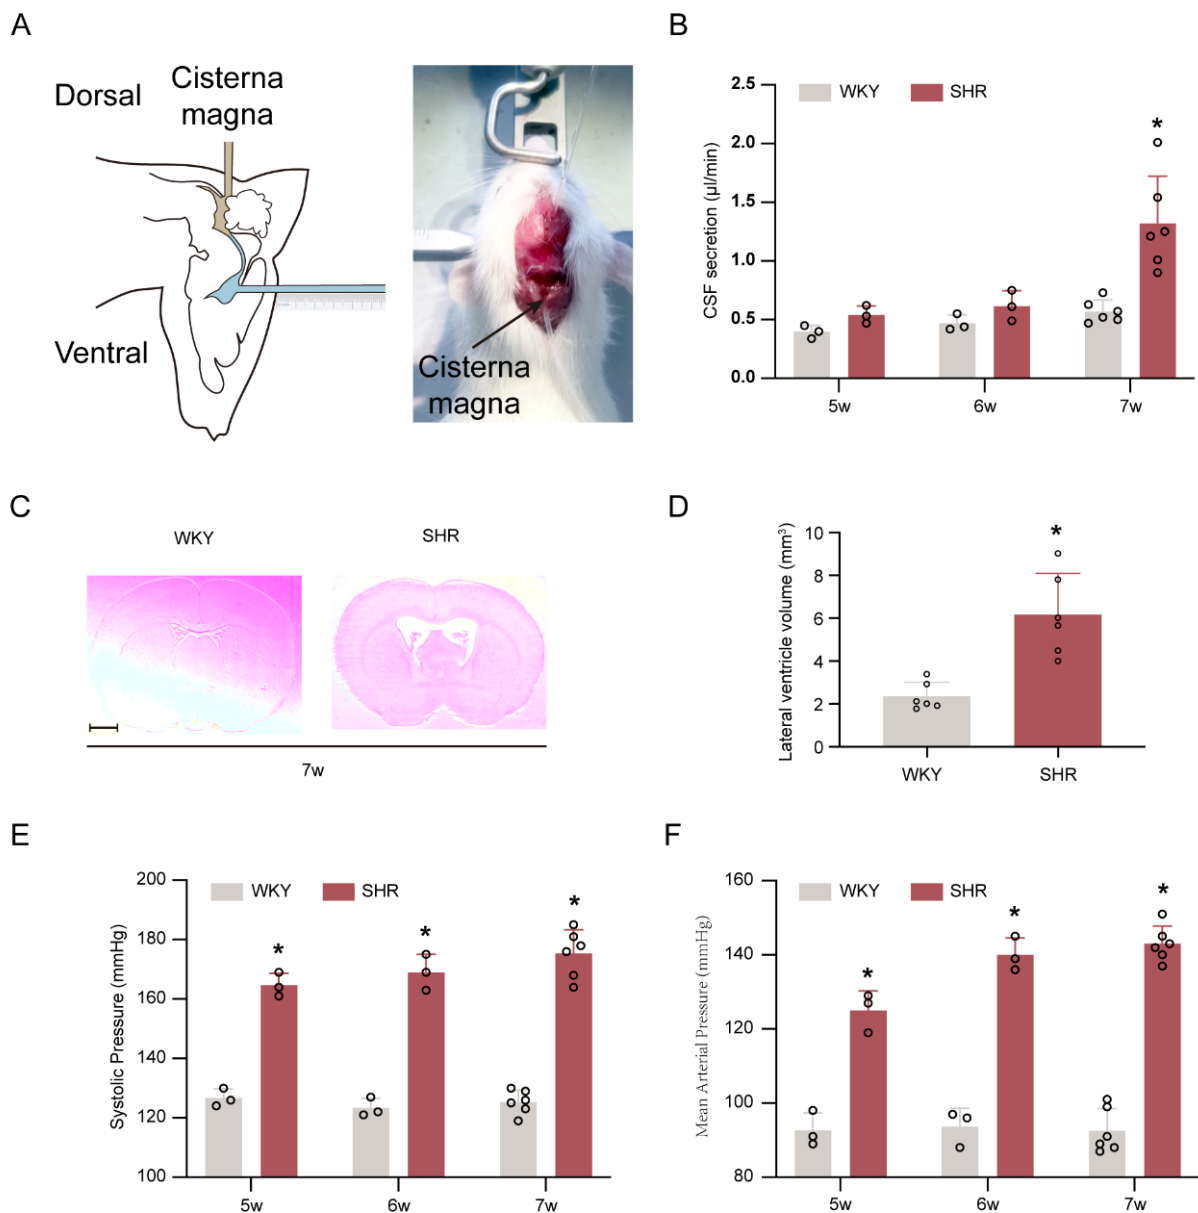 A
Dorsal
Cisterna
magna
Ventral
Cisterna
magna
B
CSF secretion (µl/min)
2.5
2.0
1.5
1.0
0.5
0.0
WKY
SHR
*
5w
6w
7w
C
WKY
SHR
7w
D
Lateral ventricle volume (mm³)
10
8
6
4
2
0
*
WKY
SHR
E
Systolic Pressure (mmHg)
200
180
160
140
120
100
WKY
SHR
*
*
*
5w
6w
7w
F
Mean Arterial Pressure (mmHg)
160
140
120
100
80
WKY
SHR
*
*
*
5w
6w
7w